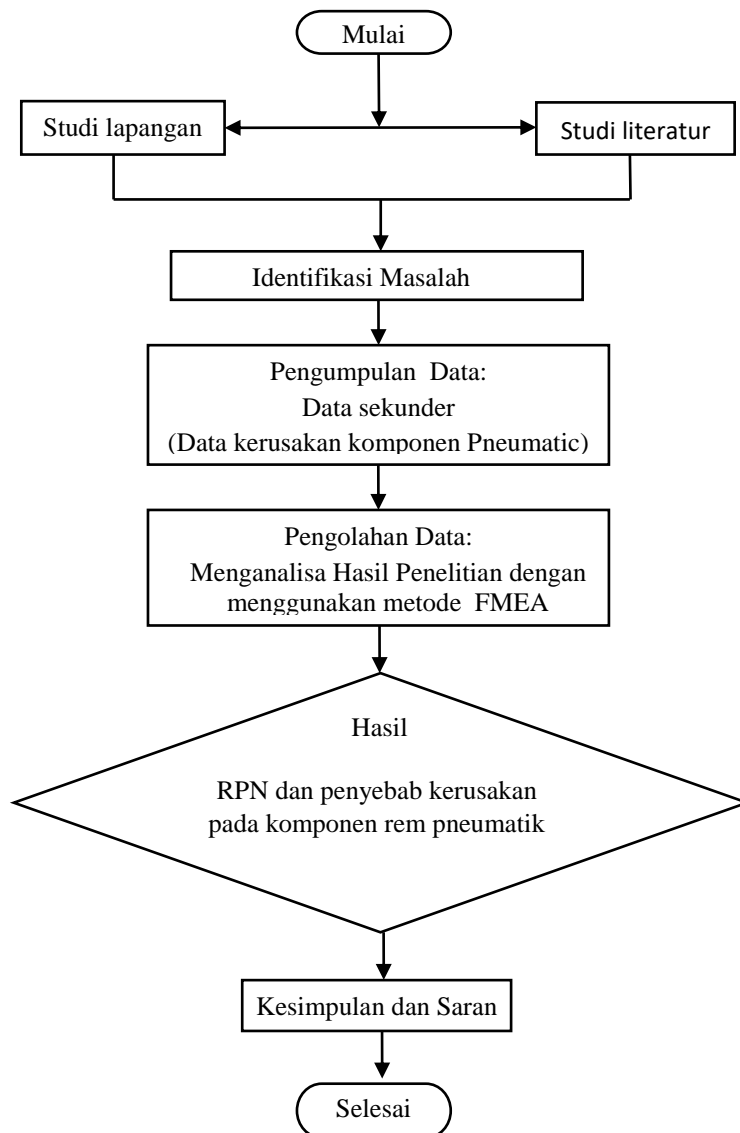 Mulai
Studi lapangan
Studi literatur
Identifikasi Masalah
Pengumpulan Data:
Data sekunder
(Data kerusakan komponen Pneumatic)
Pengolahan Data:
Menganalisa Hasil Penelitian dengan
menggunakan metode FMEA
Hasil
RPN dan penyebab kerusakan
pada komponen rem pneumatik
Kesimpulan dan Saran
Selesai